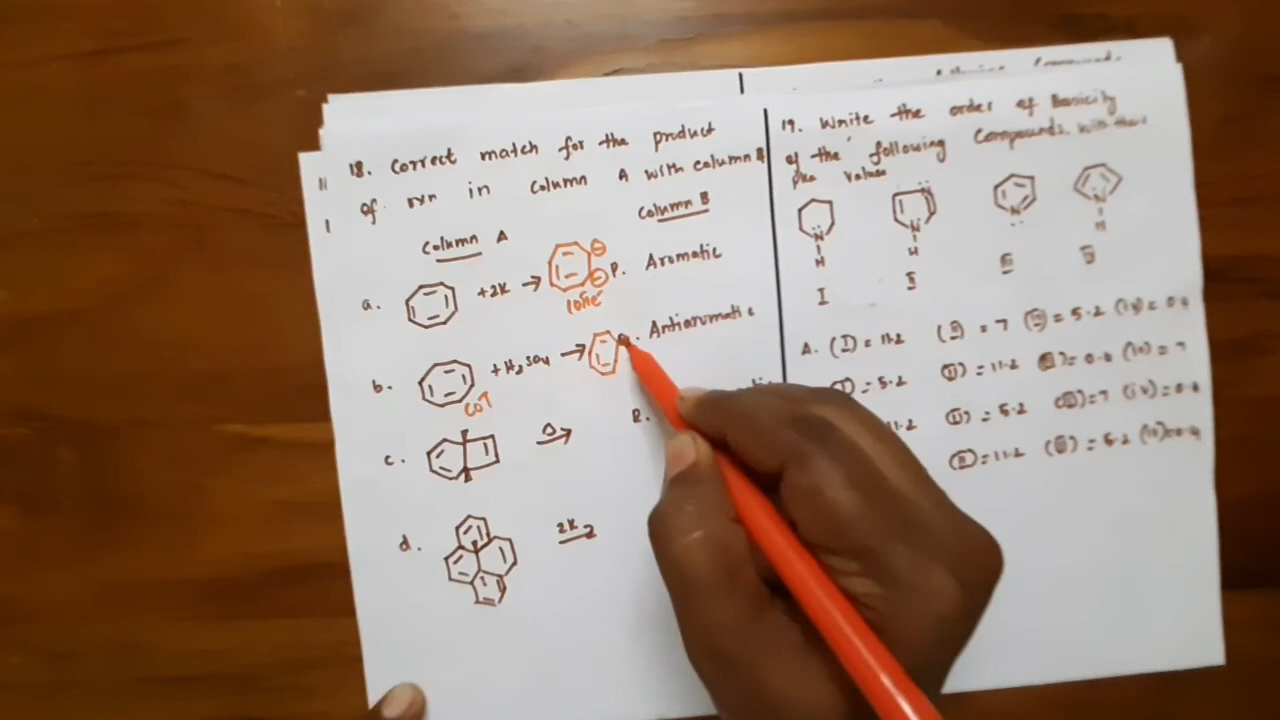 18. Correct match for the product
of rxn in column A with column B
Column A
Column B
a.
+2K →
⊖
⊖
10πe⁻
P. Aromatic
b.
+ H2SO4 →
COT
Antiaromatic
c.
Δ
R.
d.
2K
19. Write the order of Basicity
of the following compounds with their
pka values
N
H
I
N
H
II
N
III
N
H
IV
A. (I) = 11.2 (II) = 7 (III) = 5.2 (iv) = 0.4
(I) = 5.2 (II) = 11.2 (III) = 0.4 (iv) = 7
11.2 (II) = 5.2 (III) = 7 (iv) = 0.4
(II) = 11.2 (III) = 5.2 (iv) = 0.4